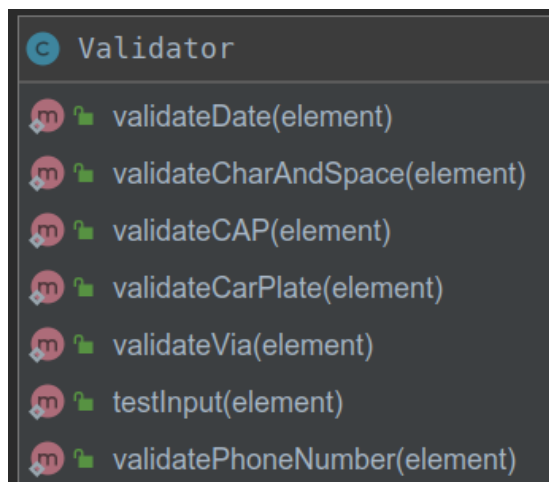 C Validator
m validateDate(element)
m validateCharAndSpace(element)
m validateCAP(element)
m validateCarPlate(element)
m validateVia(element)
m testInput(element)
m validatePhoneNumber(element)